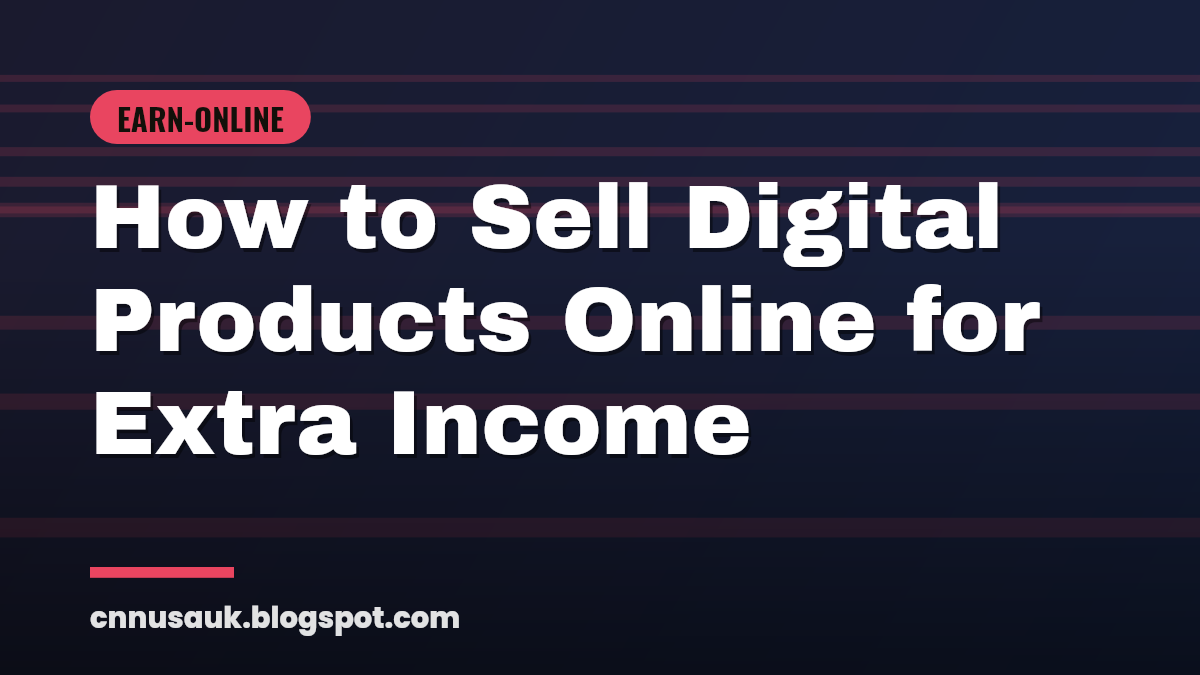 EARN-ONLINE
How to Sell Digital
Products Online for
Extra Income
cnnusauk.blogspot.com